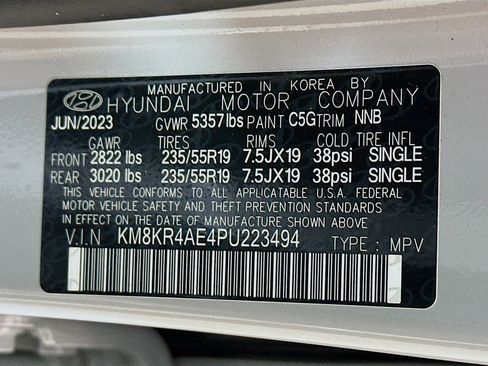 MANUFACTURED IN KOREA BY
HYUNDAI MOTOR COMPANY
JUN/2023 GVWR 5357 lbs PAINT C5G TRIM NNB
GAWR TIRES RIMS COLD TIRE INFL
FRONT 2822 lbs 235/55R19 7.5JX19 38psi SINGLE
REAR 3020 lbs 235/55R19 7.5JX19 38psi SINGLE
THIS VEHICLE CONFORMS TO ALL APPLICATABLE U.S.A. FEDERAL
MOTOR VEHICLE SAFETY AND THEFT PREVENTION STANDARDS
IN EFFECT ON THE DATE OF MANUFACTURE SHOWN ABOVE
V.I.N KM8KR4AE4PU223494 TYPE : MPV